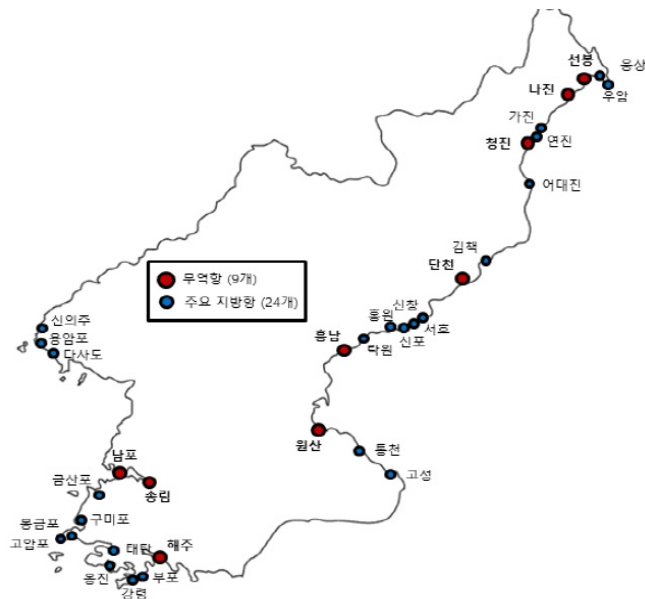 선봉
웅상
나진
우암
가진
청진
연진
어대진
김책
단천
무역항 (9개)
주요 지방항 (24개)
신창
홍원
서호
신포
흥남
락원
신의주
용암포
다사도
원산
통천
고성
남포
금산포
송림
몽금포
구미포
고암포
태탄
해주
옹진
부포
강령